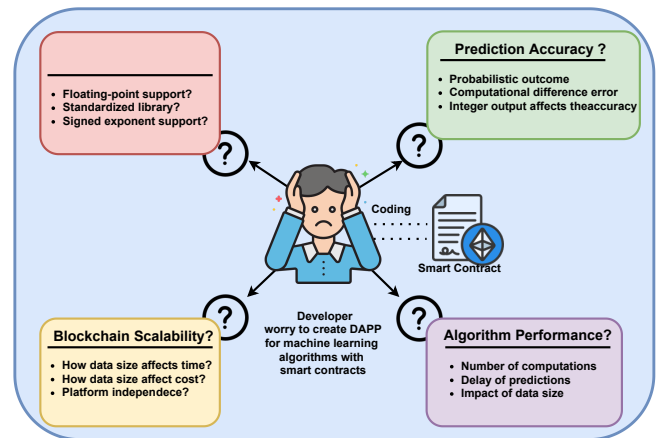 Floating-point support?
Standardized library?
Signed exponent support?
Prediction Accuracy ?
Probabilistic outcome
Computational difference error
Integer output affects theaccuracy
?
?
Coding
Smart Contract
?
?
Developer
worry to create DAPP
for machine learning
algorithms with
smart contracts
Blockchain Scalability?
How data size affects time?
How data size affect cost?
Platform independece?
Algorithm Performance?
Number of computations
Delay of predictions
Impact of data size